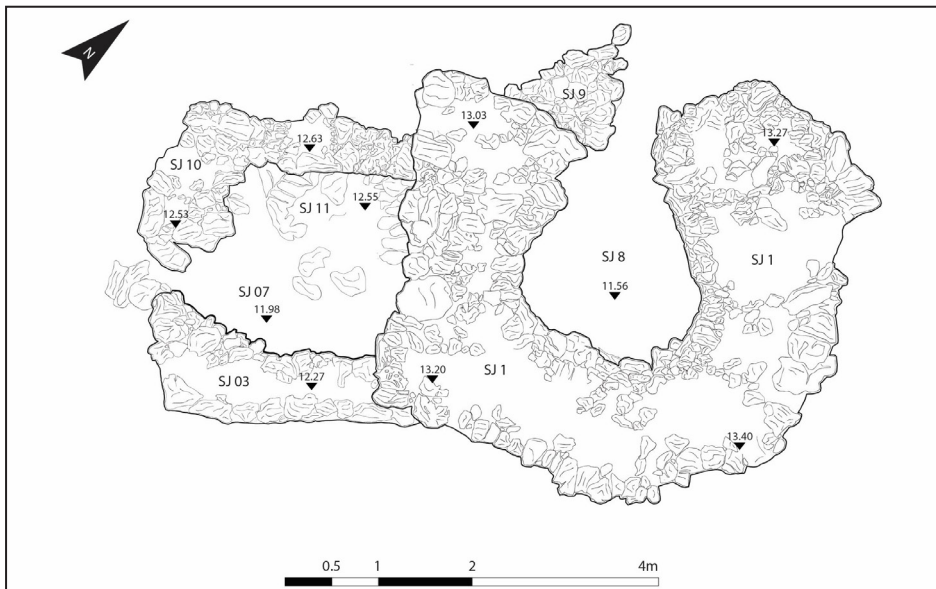 N
SJ 9
13.03
13.27
12.63
SJ 10
12.55
SJ 11
12.53
SJ 8
SJ 1
SJ 07
11.56
11.98
SJ 1
13.20
SJ 03
12.27
13.40
0.5 1 2 4m